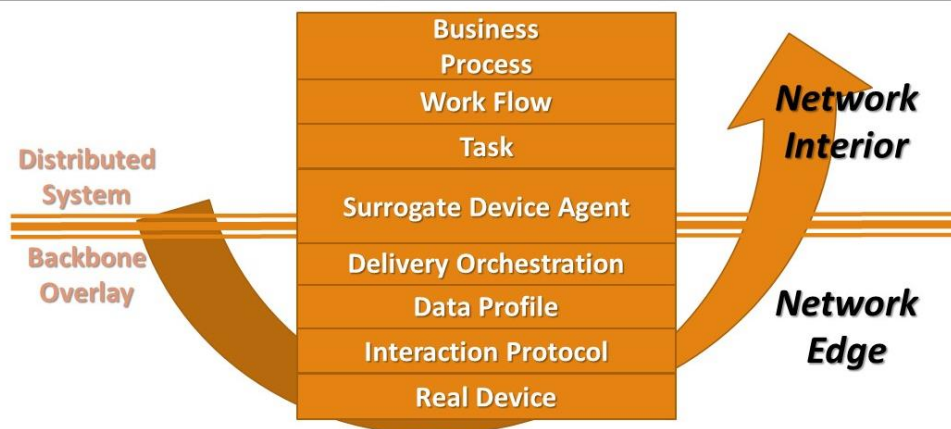 Business
Process
Work Flow
Task
Surrogate Device Agent
Delivery Orchestration
Data Profile
Interaction Protocol
Real Device
Distributed
System
Backbone
Overlay
Network
Interior
Network
Edge